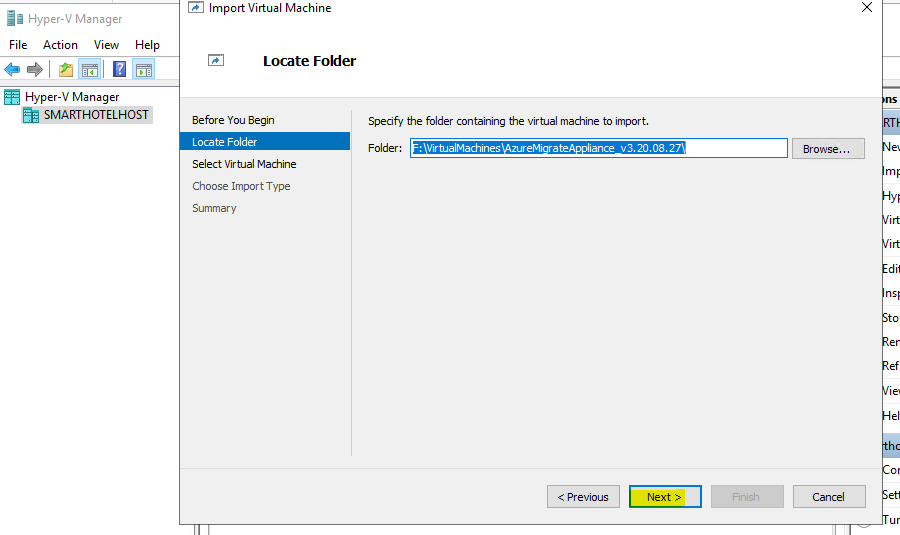 Hyper-V Manager
File Action View Help
Hyper-V Manager
SMARTHOTELHOST
Import Virtual Machine
Locate Folder
Before You Begin
Locate Folder
Select Virtual Machine
Choose Import Type
Summary
Specify the folder containing the virtual machine to import.
Folder: F:\VirtualMachines\AzureMigrateAppliance_v3.20.08.27\ Browse...
< Previous Next > Finish Cancel
ons
RTH
New
Imp
Hyp
Virt
Virt
Edit
Insp
Sto
Ren
Ref
Viev
Hel
tho
Cor
Sett
Tur